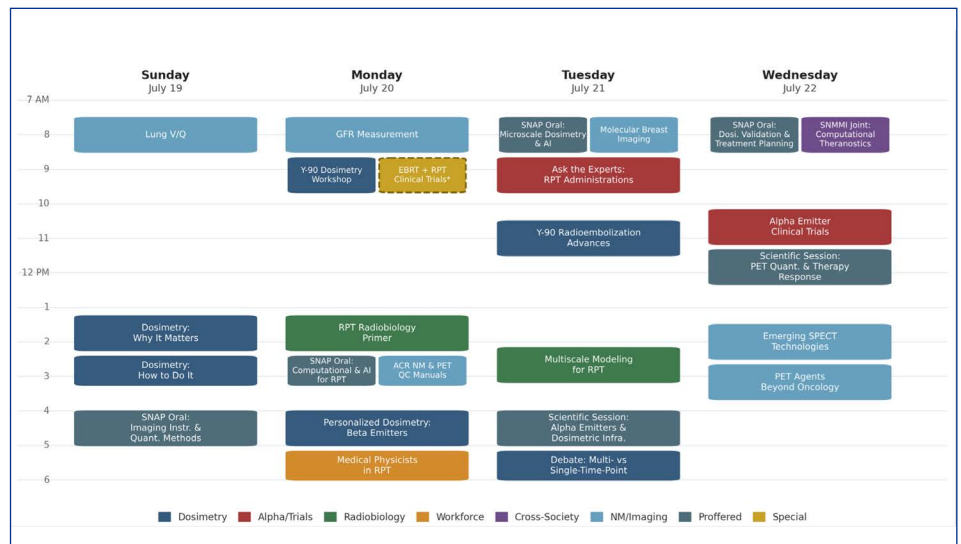 Sunday
July 19
Monday
July 20
Tuesday
July 21
Wednesday
July 22
7 AM
8
Lung V/Q
GFR Measurement
SNAP Oral:
Microscale Dosimetry
& AI
Molecular Breast
Imaging
SNAP Oral:
Dosi. Validation &
Treatment Planning
SNMMI Joint:
Computational
Theranostics
9
Y-90 Dosimetry
Workshop
EBRT + RPT
Clinical Trials*
Ask the Experts:
RPT Administrations
10
11
Y-90 Radioembolization
Advances
Alpha Emitter
Clinical Trials
12 PM
Scientific Session:
PET Quant. & Therapy
Response
1
2
Dosimetry:
Why It Matters
RPT Radiobiology
Primer
Emerging SPECT
Technologies
3
Dosimetry:
How to Do It
SNAP Oral:
Computational & AI
for RPT
ACR NM & PET
QC Manuals
Multiscale Modeling
for RPT
PET Agents
Beyond Oncology
4
SNAP Oral:
Imaging Instr. &
Quant. Methods
Personalized Dosimetry:
Beta Emitters
Scientific Session:
Alpha Emitters &
Dosimetric Infra.
5
Medical Physicists
in RPT
Debate: Multi- vs
Single-Time-Point
6
Dosimetry
Alpha/Trials
Radiobiology
Workforce
Cross-Society
NM/Imaging
Proffered
Special